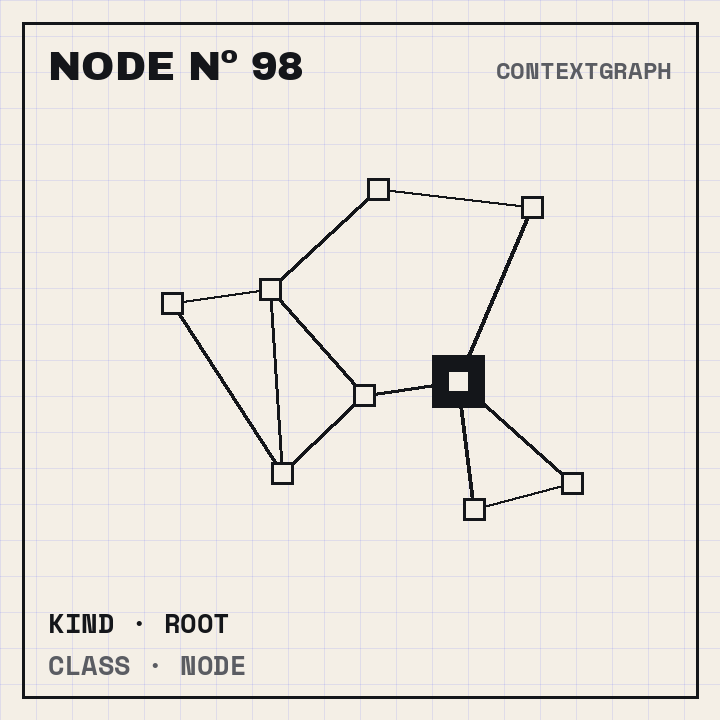 NODE Nº 98
CONTEXTGRAPH
KIND · ROOT
CLASS · NODE